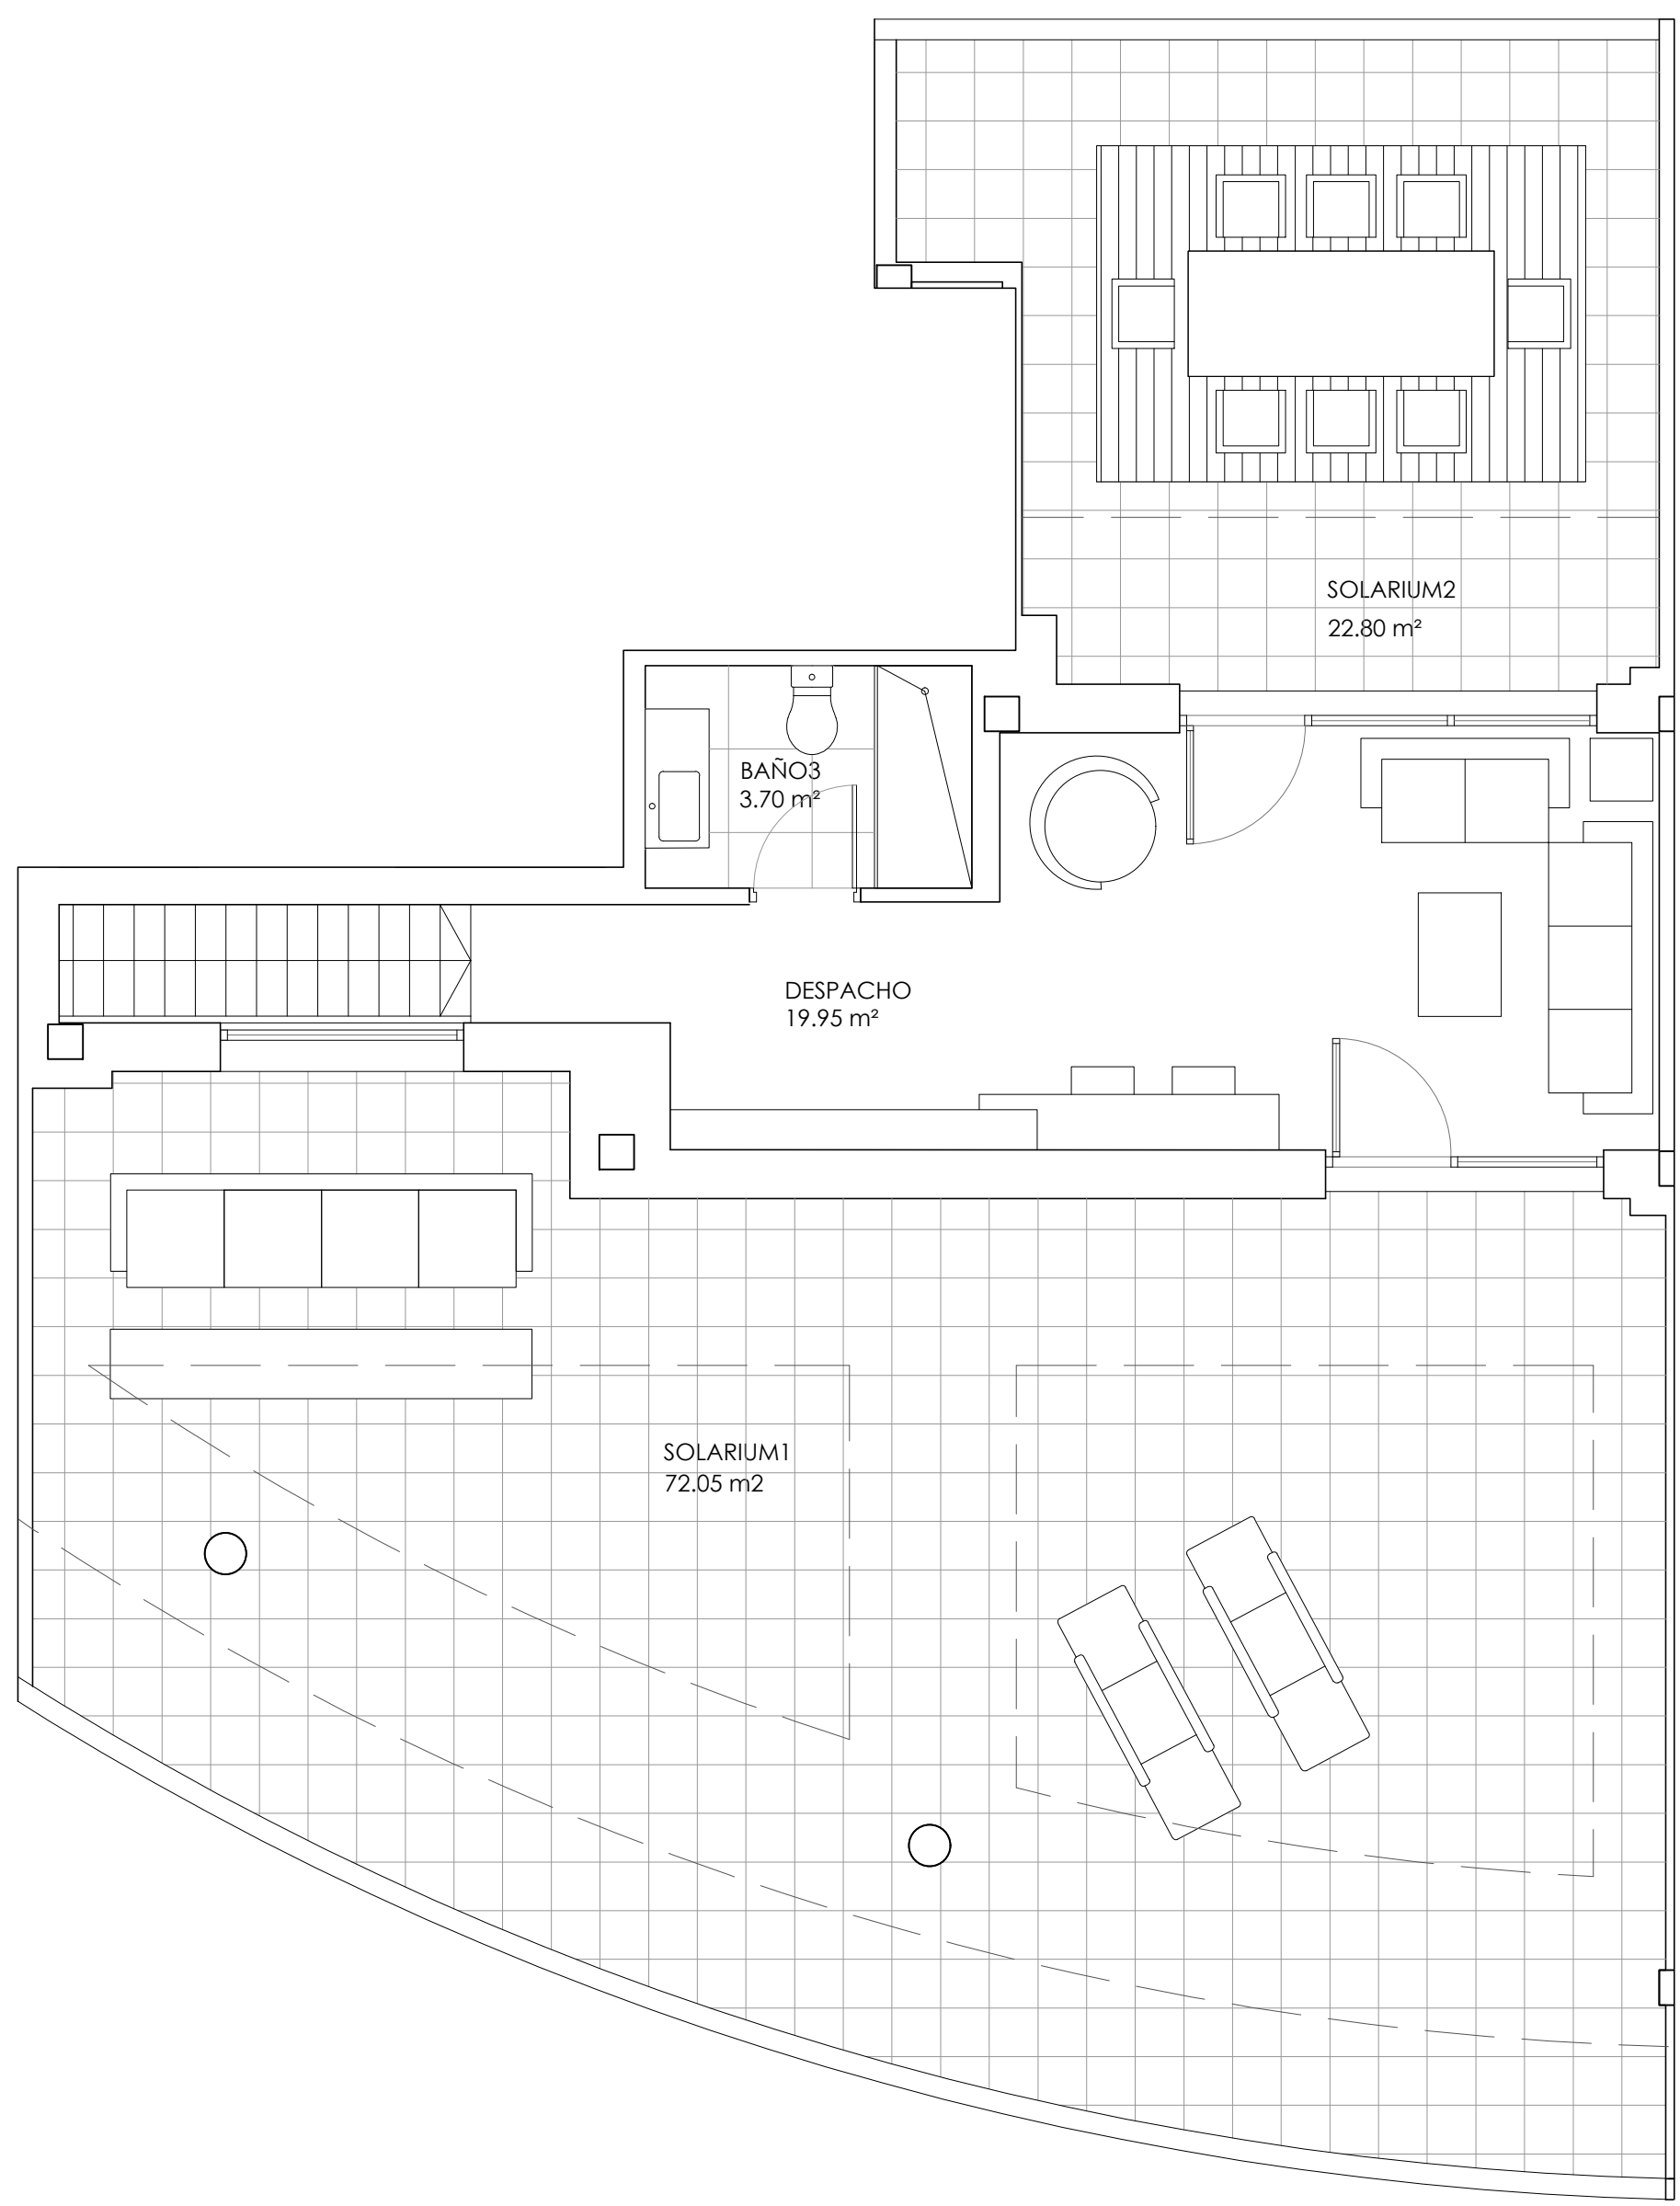 SOLARIUM2
22.80 m²
BAÑO3
3.70 m²
DESPACHO
19.95 m²
SOLARIUM1
72.05 m2